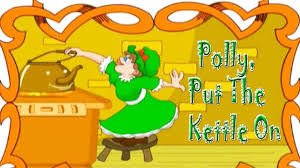 Polly,
Put The
Kettle On